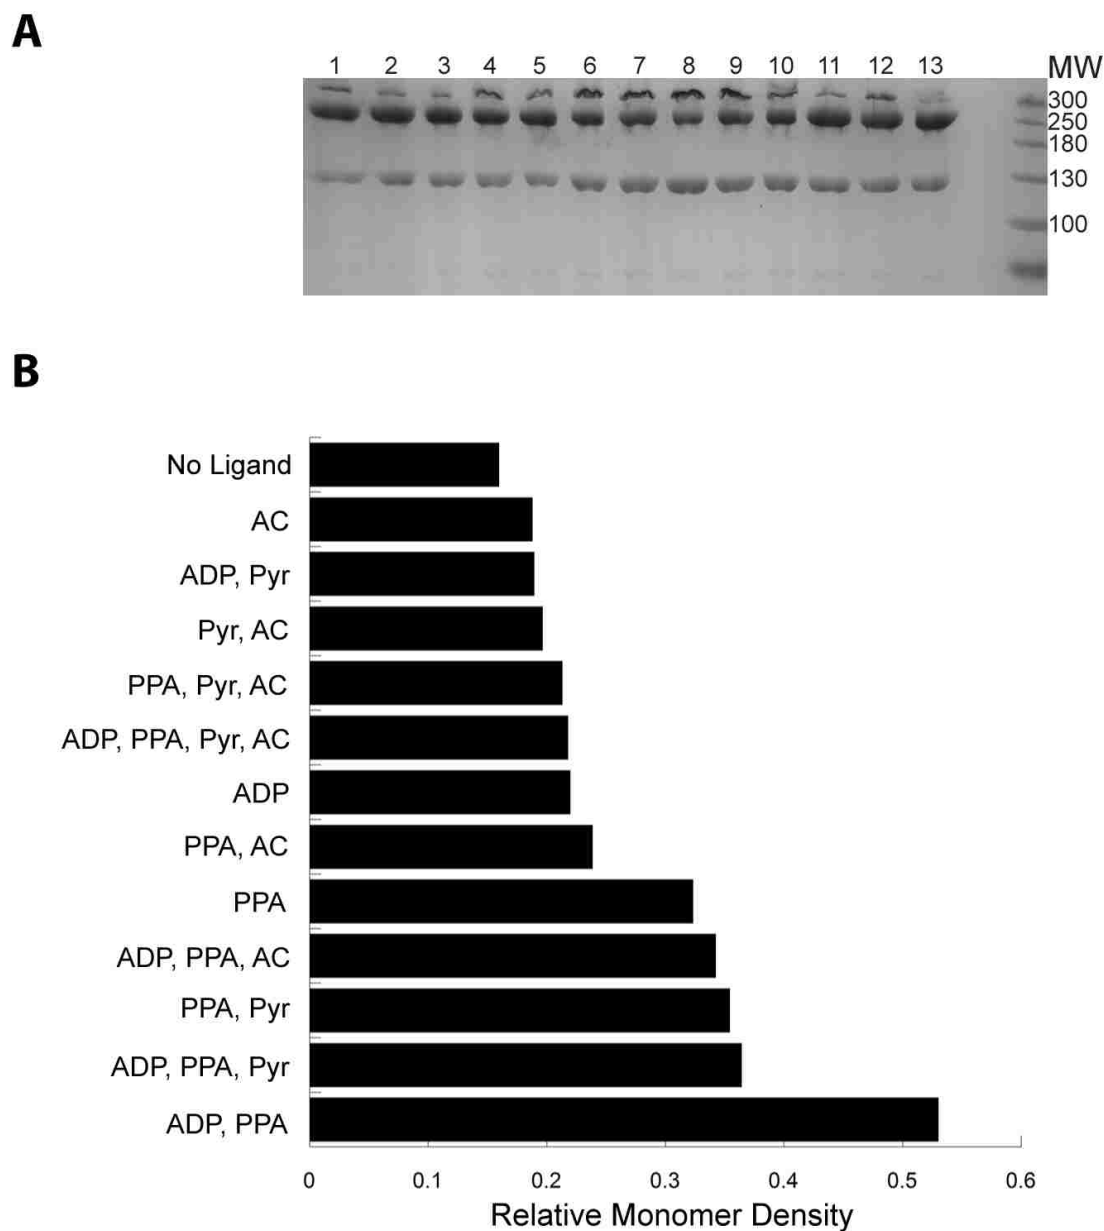 A
1 2 3 4 5 6 7 8 9 10 11 12 13 MW
300
250
180
130
100
B
No Ligand
AC
ADP, Pyr
Pyr, AC
PPA, Pyr, AC
ADP, PPA, Pyr, AC
ADP
PPA, AC
PPA
ADP, PPA, AC
PPA, Pyr
ADP, PPA, Pyr
ADP, PPA
0 0.1 0.2 0.3 0.4 0.5 0.6
Relative Monomer Density